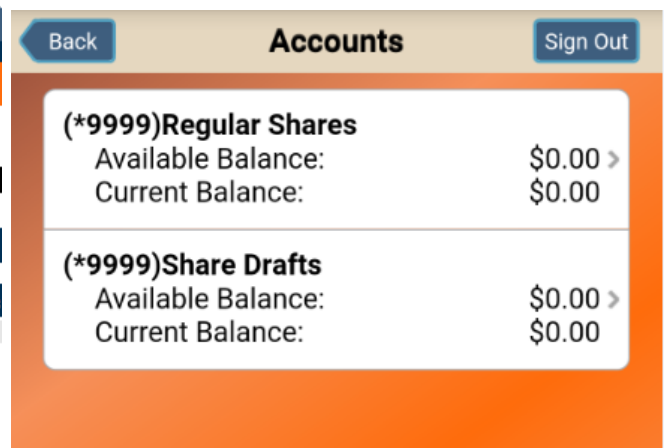 Back Accounts Sign Out
(*9999)Regular Shares
Available Balance: $0.00
Current Balance: $0.00
(*9999)Share Drafts
Available Balance: $0.00
Current Balance: $0.00